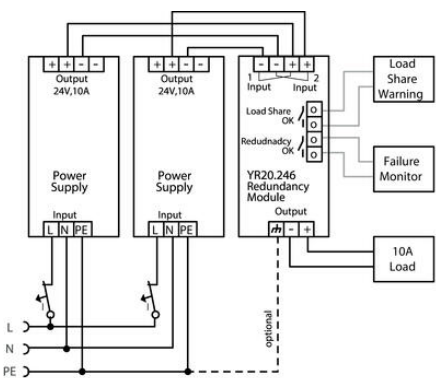 + + - -
Output
24V,10A
Power
Supply
Input
L N PE
+ + - -
Output
24V,10A
Power
Supply
Input
L N PE
- - + +
1 2
Input Input
Load Share
OK
Redudnadcy
OK
YR20.246
Redundancy
Module
Output
- +
Load
Share
Warning
Failure
Monitor
10A
Load
optional
L
N
PE